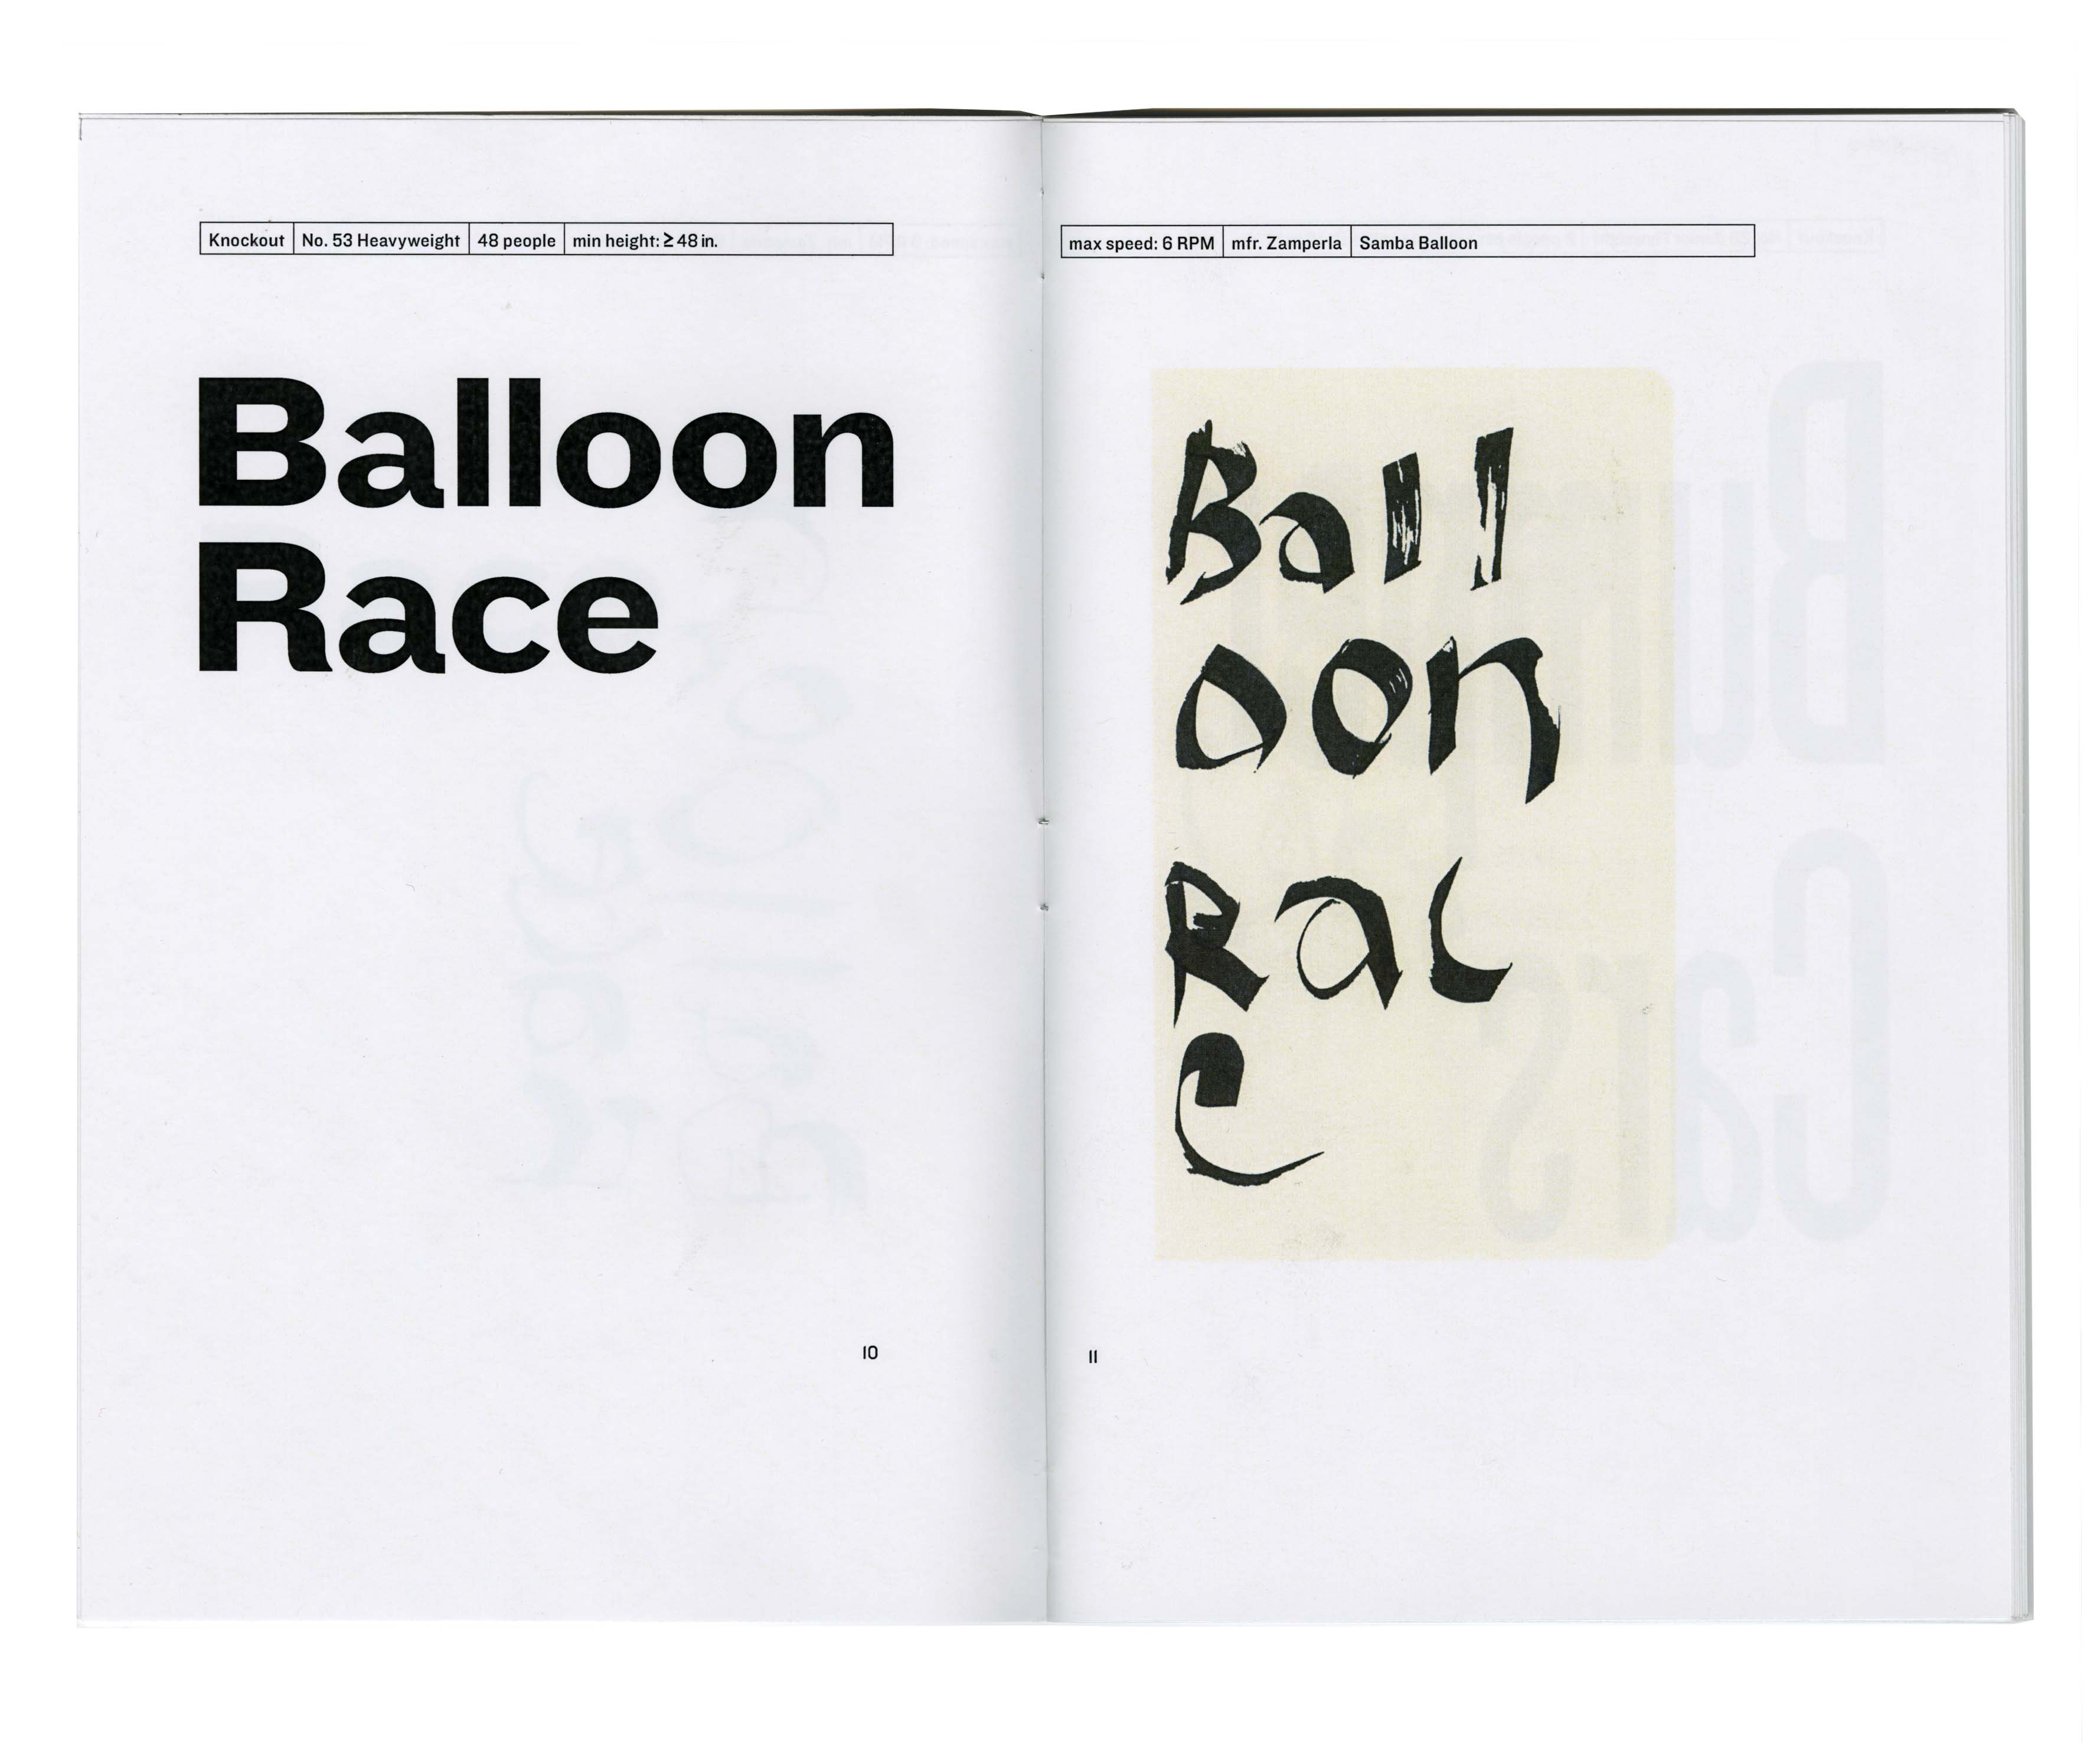 Knockout No. 53 Heavyweight 48 people min height: ≥ 48 in.
Balloon
Race
10
max speed: 6 RPM mfr. Zamperla Samba Balloon
Ball
oon
Rac
e
11